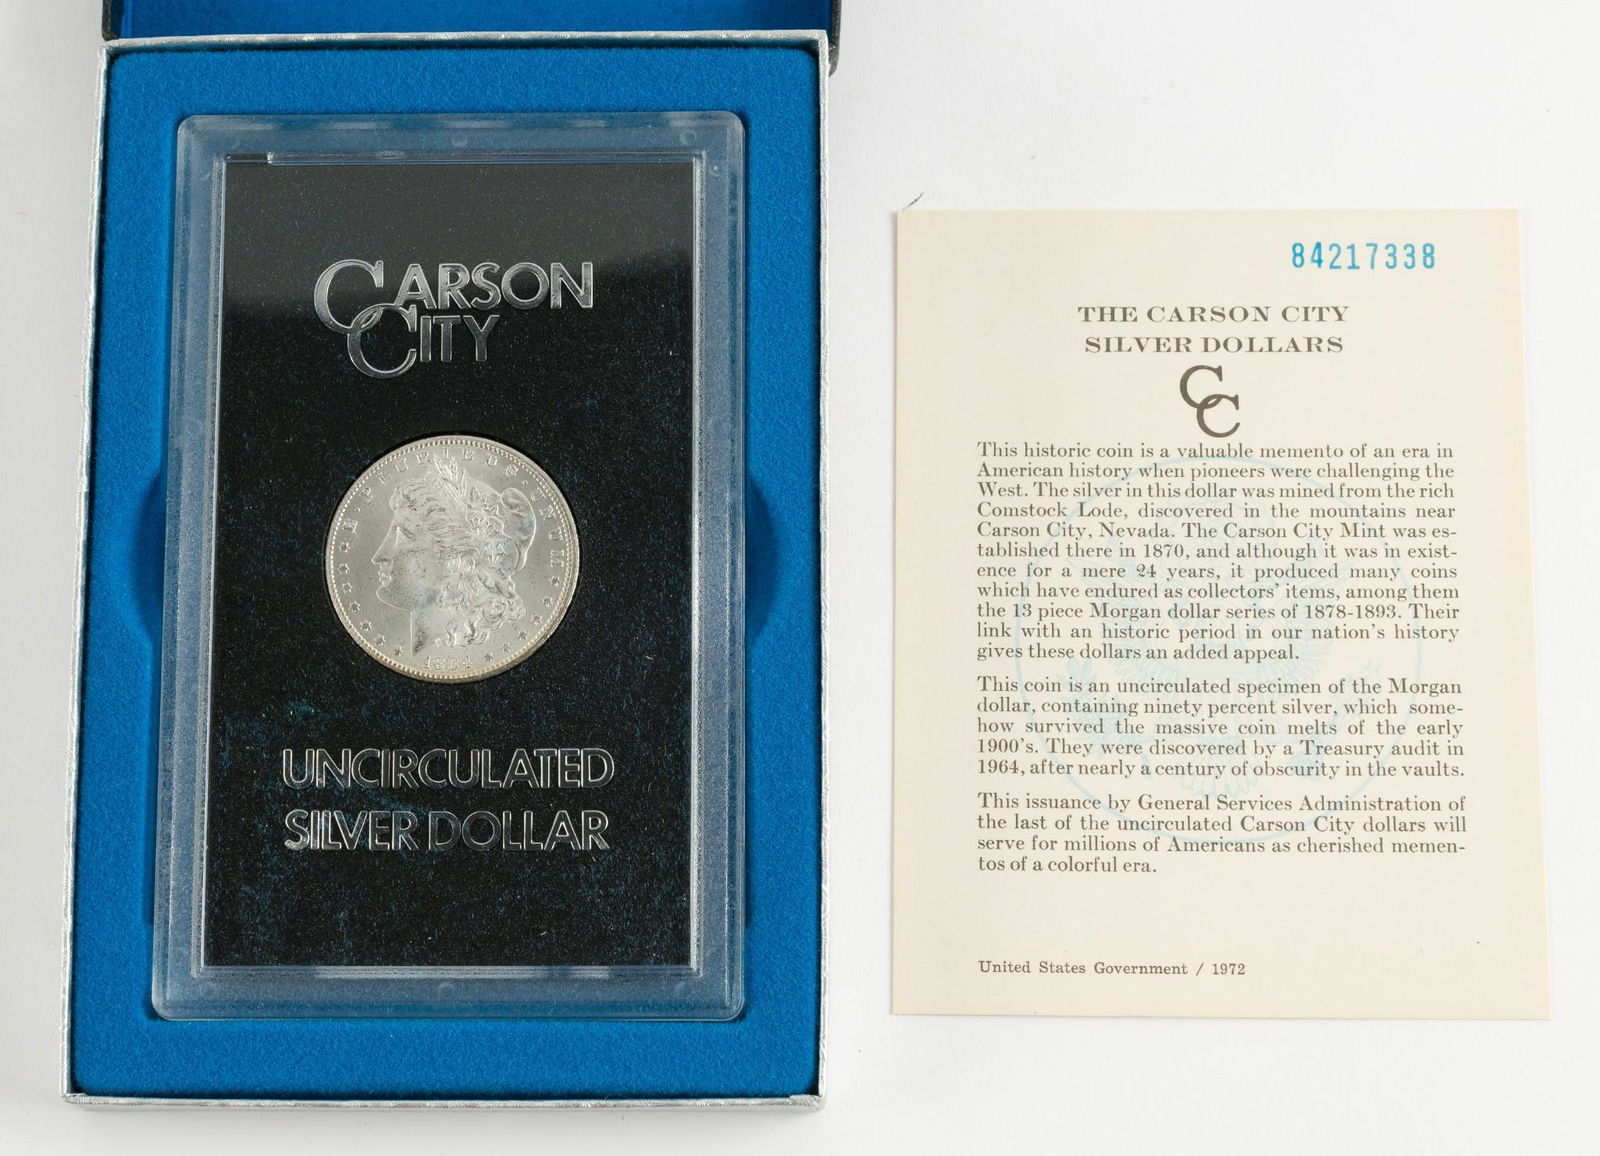 CARSON
CITY
E·PLURIBUS·UNUM
1884
UNCIRCULATED
SILVER DOLLAR
84217338
THE CARSON CITY
SILVER DOLLARS
CC
This historic coin is a valuable memento of an era in
American history when pioneers were challenging the
West. The silver in this dollar was mined from the rich
Comstock Lode, discovered in the mountains near
Carson City, Nevada. The Carson City Mint was es-
tablished there in 1870, and although it was in exist-
ence for a mere 24 years, it produced many coins
which have endured as collectors' items, among them
the 13 piece Morgan dollar series of 1878-1893. Their
link with an historic period in our nation's history
gives these dollars an added appeal.
This coin is an uncirculated specimen of the Morgan
dollar, containing ninety percent silver, which some-
how survived the massive coin melts of the early
1900's. They were discovered by a Treasury audit in
1964, after nearly a century of obscurity in the vaults.
This issuance by General Services Administration of
the last of the uncirculated Carson City dollars will
serve for millions of Americans as cherished memen-
tos of a colorful era.
United States Government / 1972